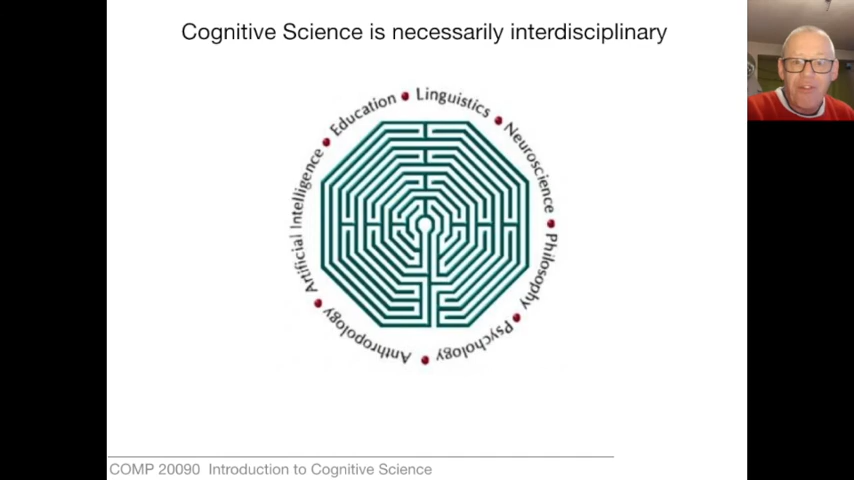 Cognitive Science is necessarily interdisciplinary
Education • Linguistics • Neuroscience • Philosophy • Psychology • Anthropology • Artificial Intelligence •
COMP 20090 Introduction to Cognitive Science